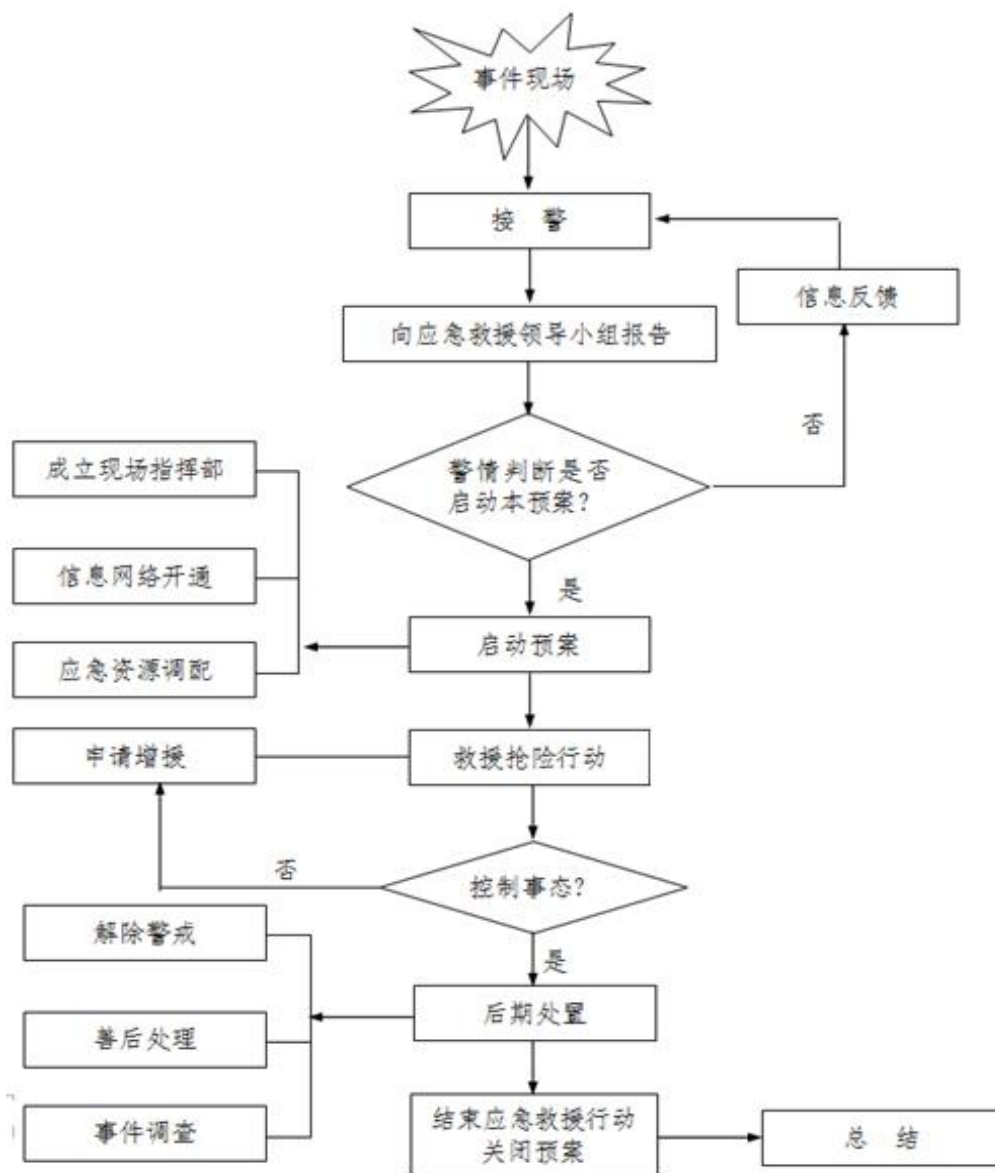 事件现场
接 警
信息反馈
向应急救援领导小组报告
否
成立现场指挥部
警情判断是否
启动本预案?
信息网络开通
是
启动预案
应急资源调配
申请增援
救援抢险行动
否
控制事态?
解除警戒
是
后期处置
善后处理
事件调查
结束应急救援行动
关闭预案
总 结